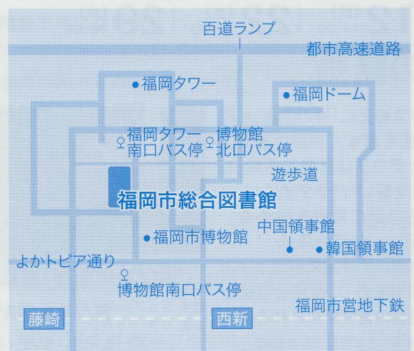 百道ランプ
都市高速道路
福岡タワー
福岡ドーム
福岡タワー
南口バス停
博物館
北口バス停
遊歩道
福岡市総合図書館
中国領事館
福岡市博物館
韓国領事館
よかトピア通り
博物館南口バス停
福岡市営地下鉄
藤崎
西新